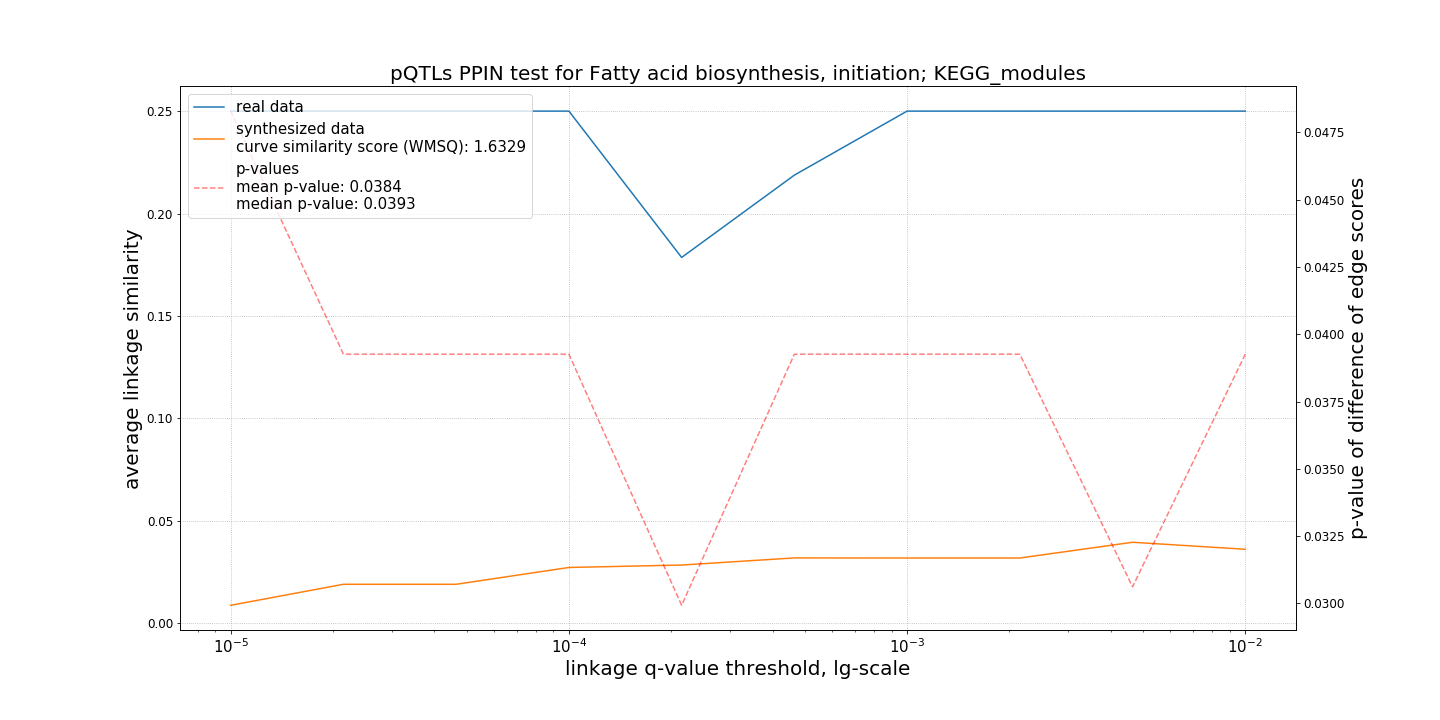 pQTLs PPIN test for Fatty acid biosynthesis, initiation; KEGG_modules
real data
synthesized data
curve similarity score (WMSQ): 1.6329
p-values
mean p-value: 0.0384
median p-value: 0.0393
average linkage similarity
0.25
0.20
0.15
0.10
0.05
0.00
0.0475
0.0450
0.0425
0.0400
0.0375
0.0350
0.0325
0.0300
p-value of difference of edge scores
10⁻⁵
10⁻⁴
10⁻³
10⁻²
linkage q-value threshold, lg-scale